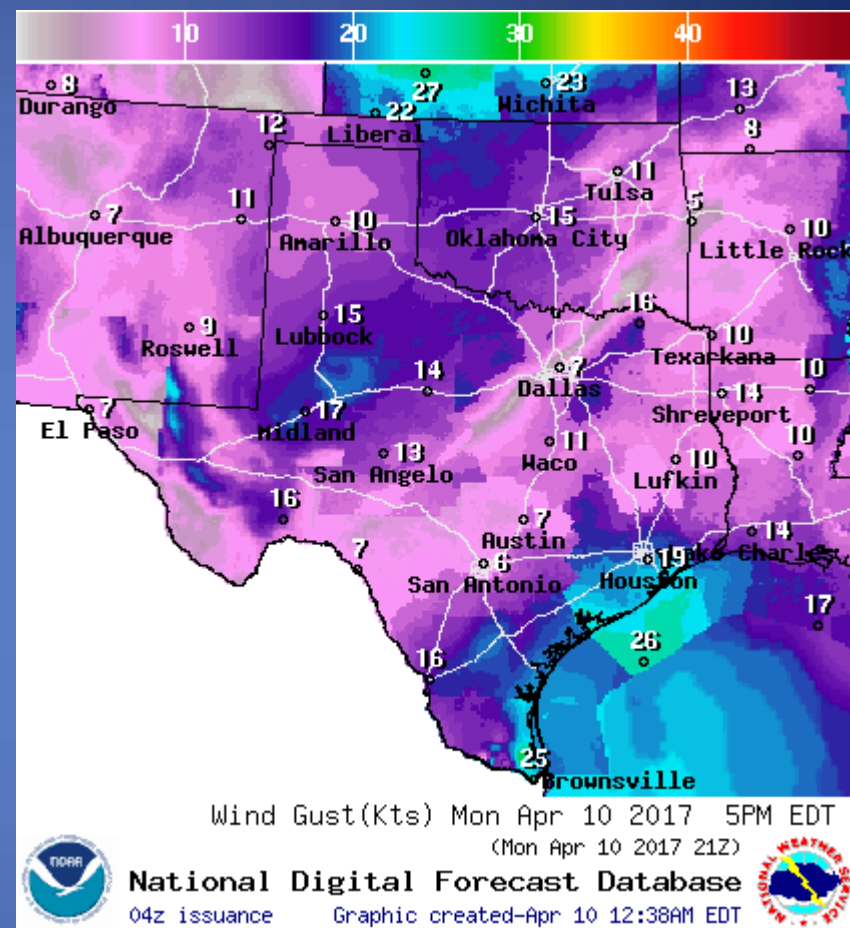 10 20 30 40
8
Durango
27
23
Wichita
13
22
Liberal
12
8
11
Tulsa
7
Albuquerque
11
10
Amarillo
15
Oklahoma City
5
10
Little Rock
9
Roswell
15
Lubbock
16
10
Texarkana
7
El Paso
17
Midland
14
7
Dallas
14
Shreveport
10
13
San Angelo
11
Waco
10
Lufkin
10
16
7
Austin
14
7
6
San Antonio
19
Houston
17
16
26
25
Brownsville
Wind Gust(Kts) Mon Apr 10 2017 5PM EDT
(Mon Apr 10 2017 21Z)
National Digital Forecast Database
04z issuance Graphic created-Apr 10 12:38AM EDT
NOAA
NATIONAL WEATHER SERVICE